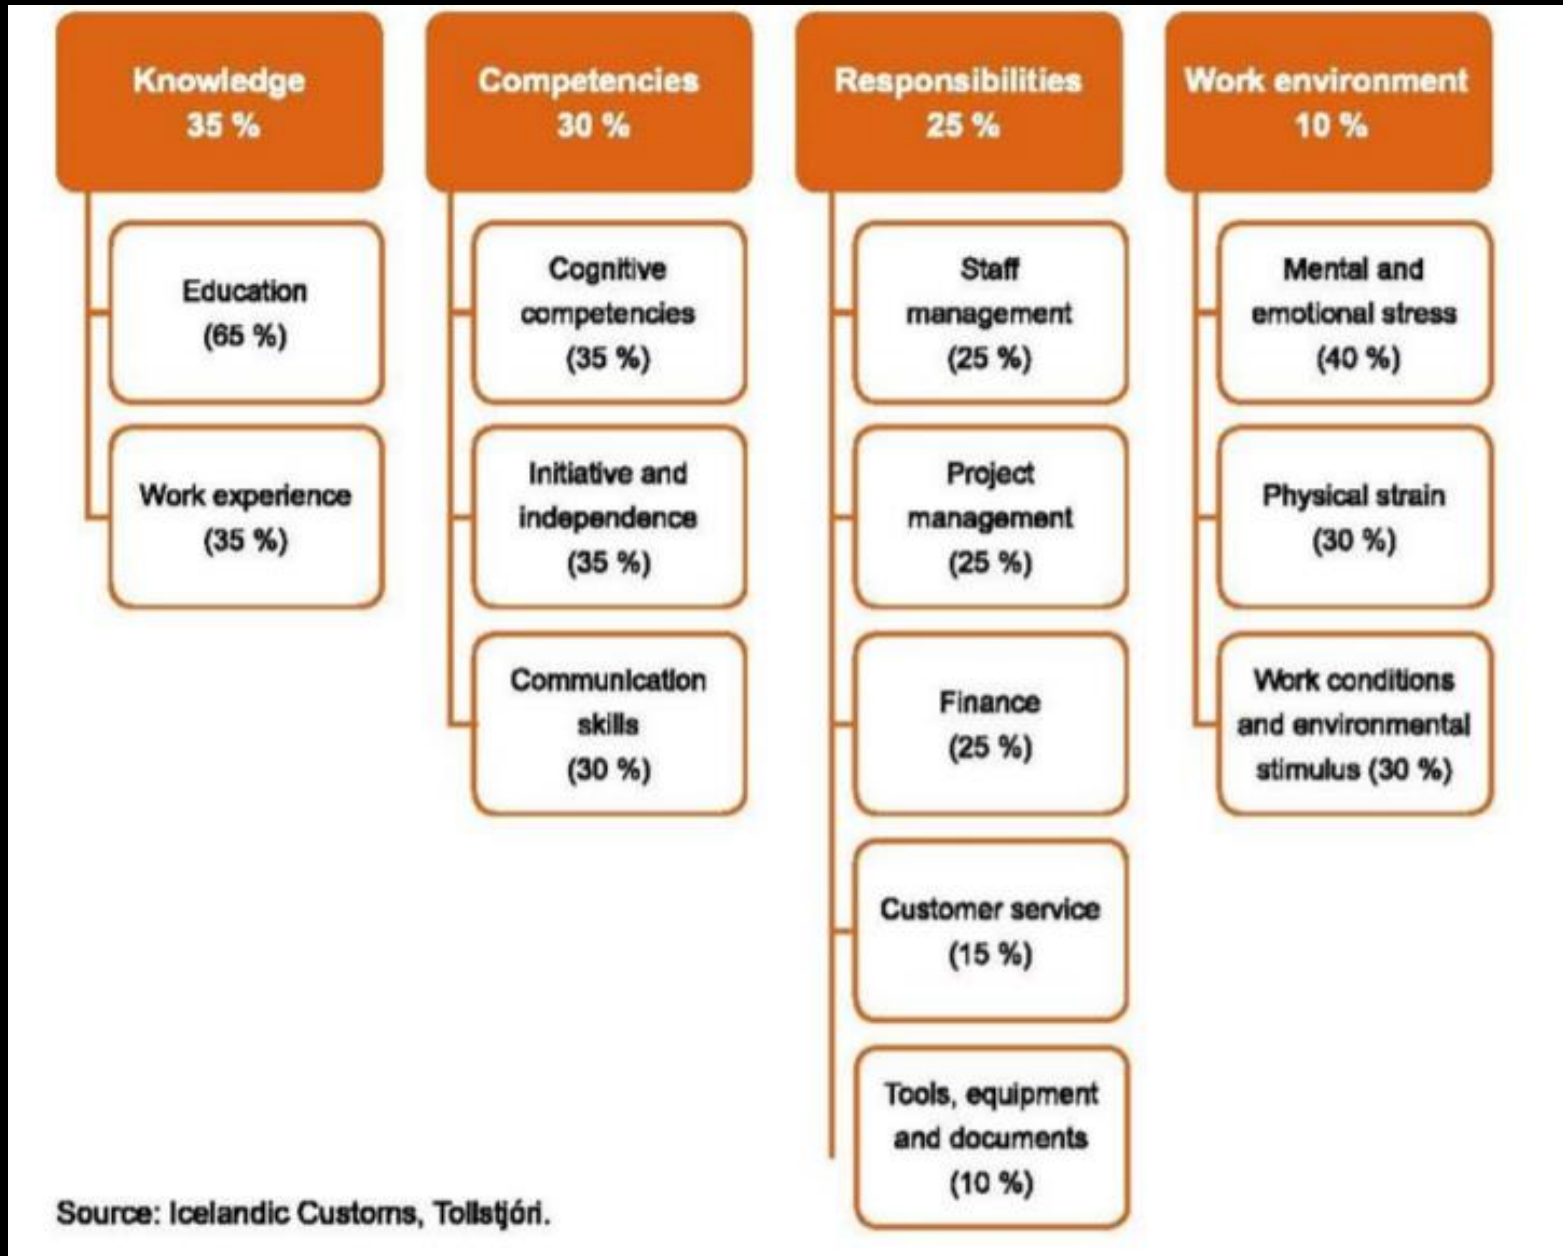 Knowledge
35 %
Education
(65 %)
Work experience
(35 %)
Competencies
30 %
Cognitive
competencies
(35 %)
Initiative and
independence
(35 %)
Communication
skills
(30 %)
Responsibilities
25 %
Staff
management
(25 %)
Project
management
(25 %)
Finance
(25 %)
Customer service
(15 %)
Tools, equipment
and documents
(10 %)
Work environment
10 %
Mental and
emotional stress
(40 %)
Physical strain
(30 %)
Work conditions
and environmental
stimulus (30 %)
Source: Icelandic Customs, Tollstjóri.